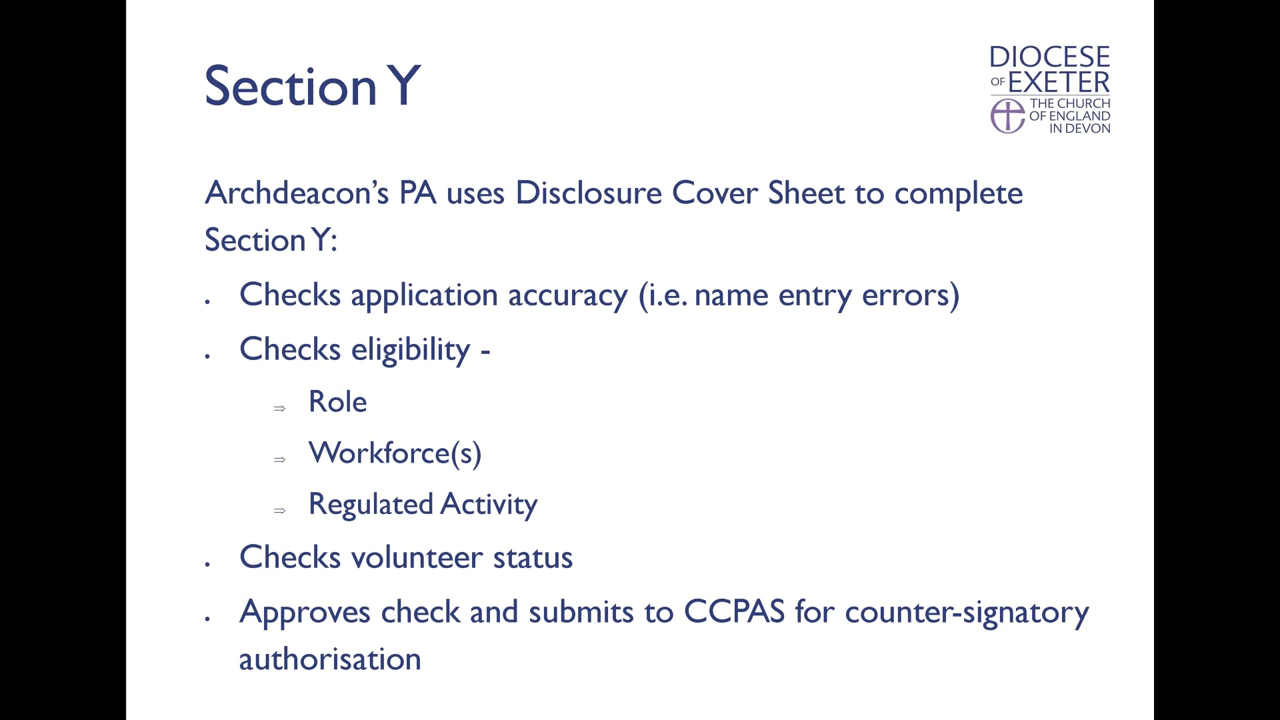 Section Y
DIOCESE
OF EXETER
THE CHURCH
OF ENGLAND
IN DEVON
Archdeacon’s PA uses Disclosure Cover Sheet to complete
Section Y:
. Checks application accuracy (i.e. name entry errors)
. Checks eligibility -
⇒ Role
⇒ Workforce(s)
⇒ Regulated Activity
. Checks volunteer status
. Approves check and submits to CCPAS for counter-signatory
authorisation